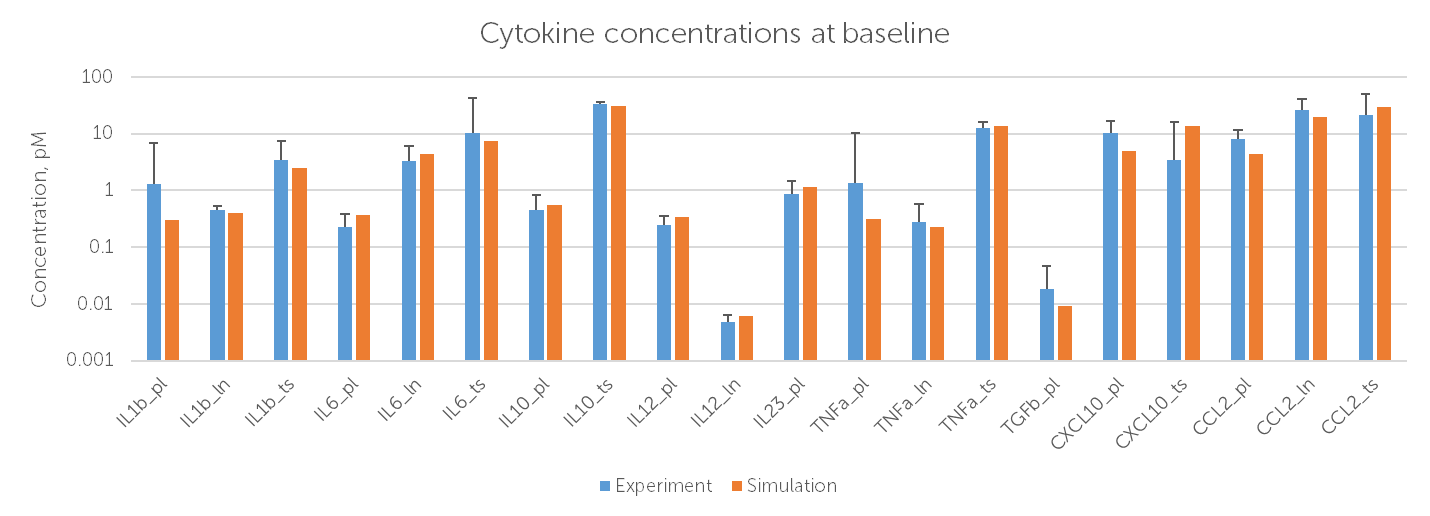 Cytokine concentrations at baseline
Concentration, pM
100
10
1
0.1
0.01
0.001
IL1b_pl
IL1b_ln
IL1b_ts
IL6_pl
IL6_ln
IL6_ts
IL10_pl
IL10_ts
IL12_pl
IL12_ln
IL23_pl
TNFa_pl
TNFa_ln
TNFa_ts
TGFb_pl
CXCL10_pl
CXCL10_ts
CCL2_pl
CCL2_ln
CCL2_ts
Experiment
Simulation